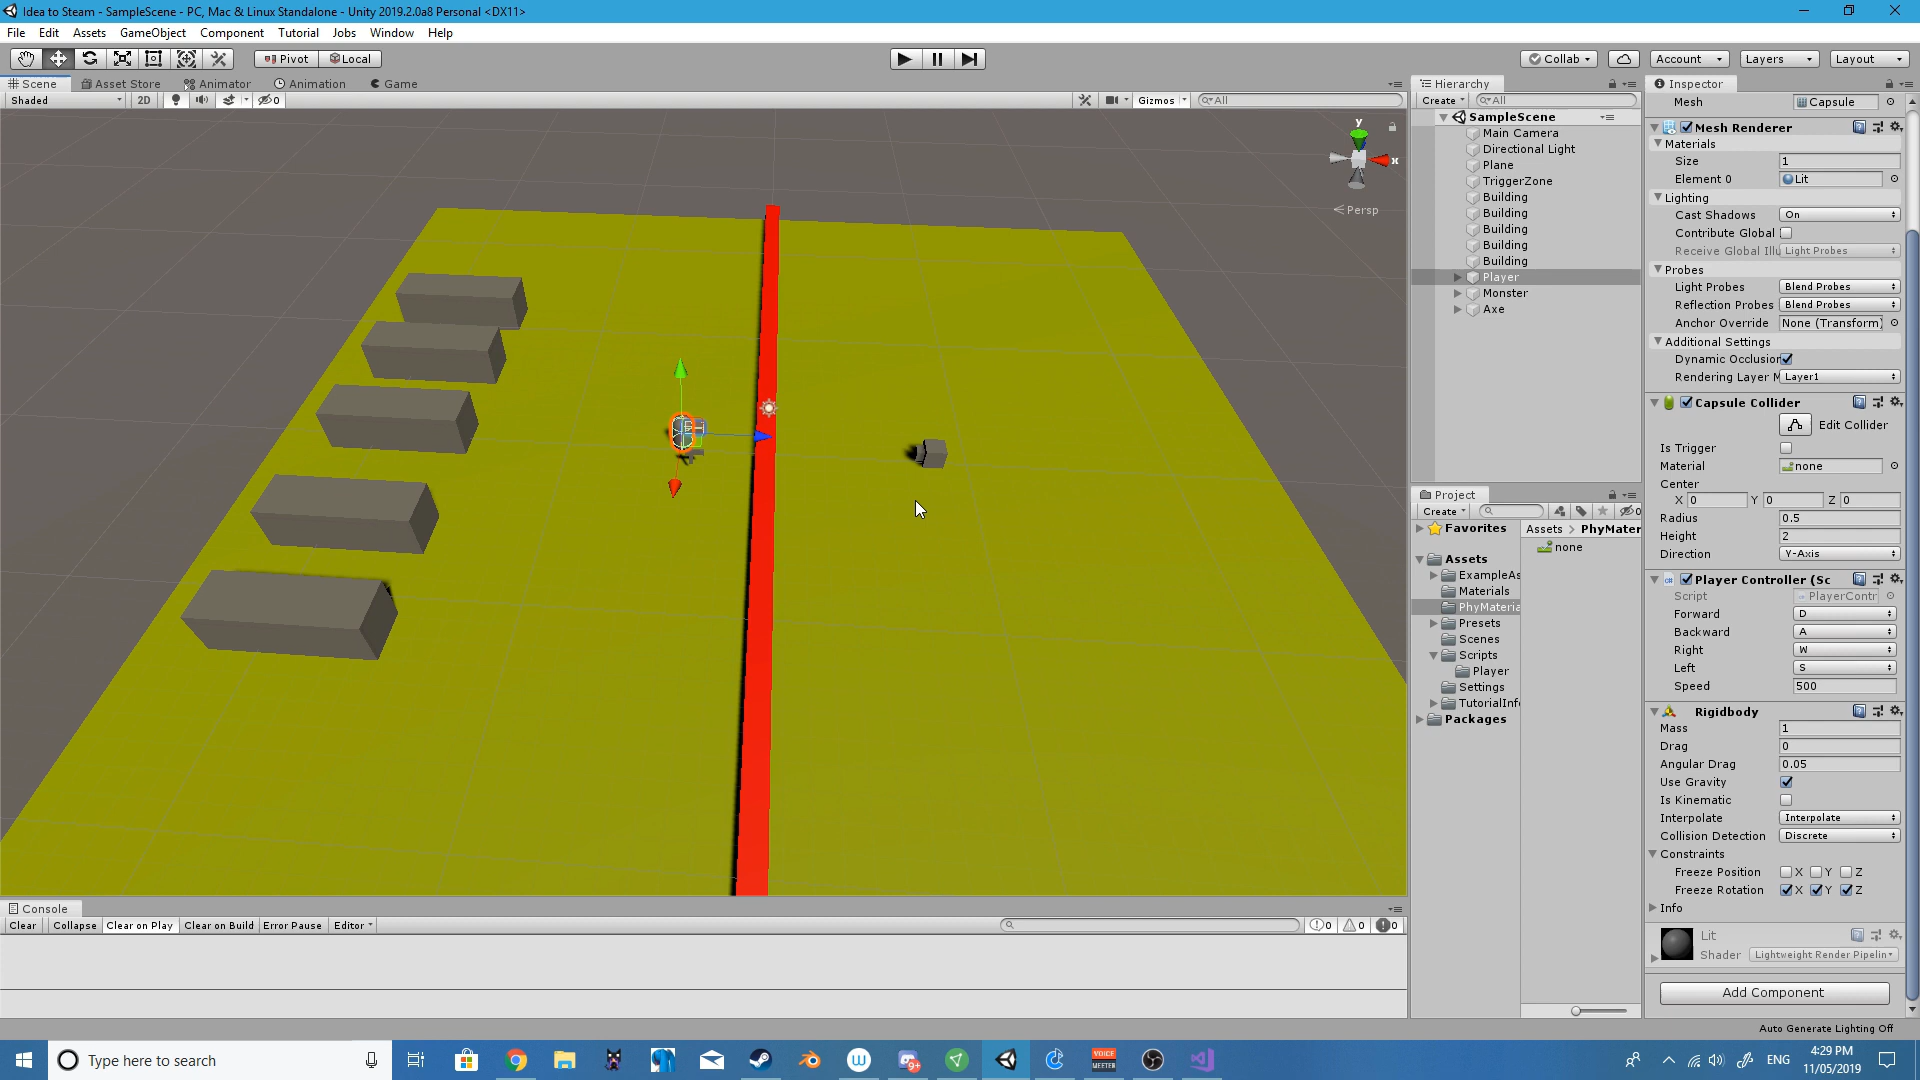 Idea to Steam - SampleScene - PC, Mac & Linux Standalone - Unity 2019.2.0a8 Personal <DX11>
File Edit Assets GameObject Component Tutorial Jobs Window Help
Pivot Local Collab Account Layers Layout
Scene Asset Store Animator Animation Game
Shaded 2D 0 Gizmos All
y
x
Persp
Hierarchy
Create All
SampleScene
Main Camera
Directional Light
Plane
TriggerZone
Building
Building
Building
Building
Building
Player
Monster
Axe
Project
Create 0
Favorites
Assets
ExampleAs
Materials
PhyMateria
Presets
Scenes
Scripts
Player
Settings
TutorialInfo
Packages
Assets > PhyMater
none
Inspector
Mesh Capsule
Mesh Renderer
Materials
Size 1
Element 0 Lit
Lighting
Cast Shadows On
Contribute Global
Receive Global Illu Light Probes
Probes
Light Probes Blend Probes
Reflection Probes Blend Probes
Anchor Override None (Transform)
Additional Settings
Dynamic Occlusion
Rendering Layer M Layer1
Capsule Collider
Edit Collider
Is Trigger
Material none
Center
X 0 Y 0 Z 0
Radius 0.5
Height 2
Direction Y-Axis
Player Controller (Sc
Script PlayerContr
Forward D
Backward A
Right W
Left S
Speed 500
Rigidbody
Mass 1
Drag 0
Angular Drag 0.05
Use Gravity
Is Kinematic
Interpolate Interpolate
Collision Detection Discrete
Constraints
Freeze Position X Y Z
Freeze Rotation X Y Z
Info
Lit
Shader Lightweight Render Pipelin
Add Component
Console
Clear Collapse Clear on Play Clear on Build Error Pause Editor 0 0 0
Auto Generate Lighting Off
Type here to search
9+
VOICE
MEETER
ENG
4:29 PM
11/05/2019